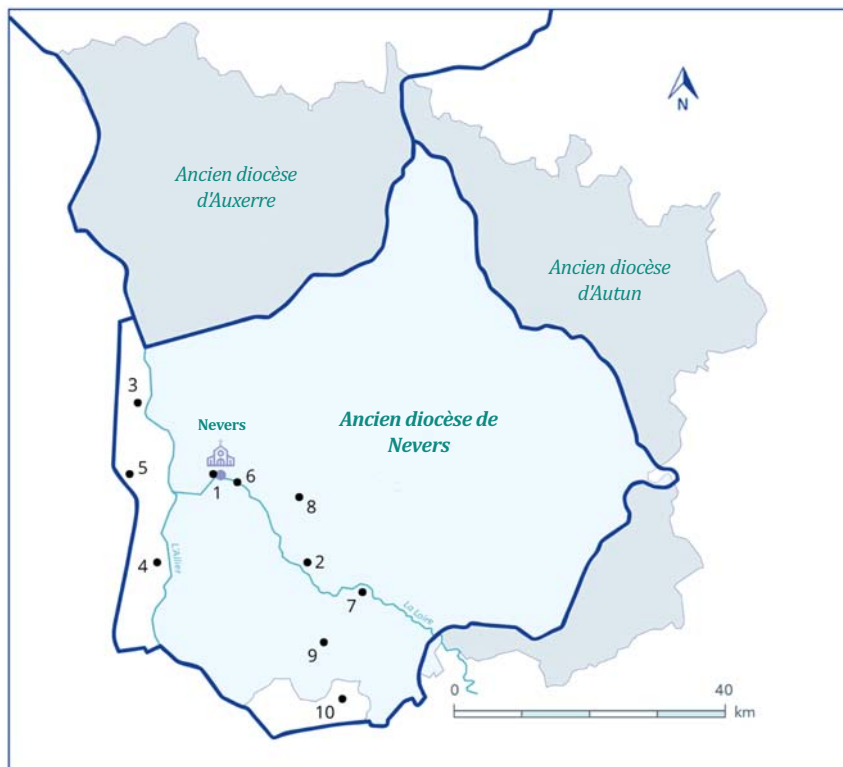 N
Ancien diocèse
d'Auxerre
Ancien diocèse
d'Autun
3
Nevers
Ancien diocèse de
Nevers
5
1
6
8
4
L'Allier
2
7
La Loire
9
10
0
40
km